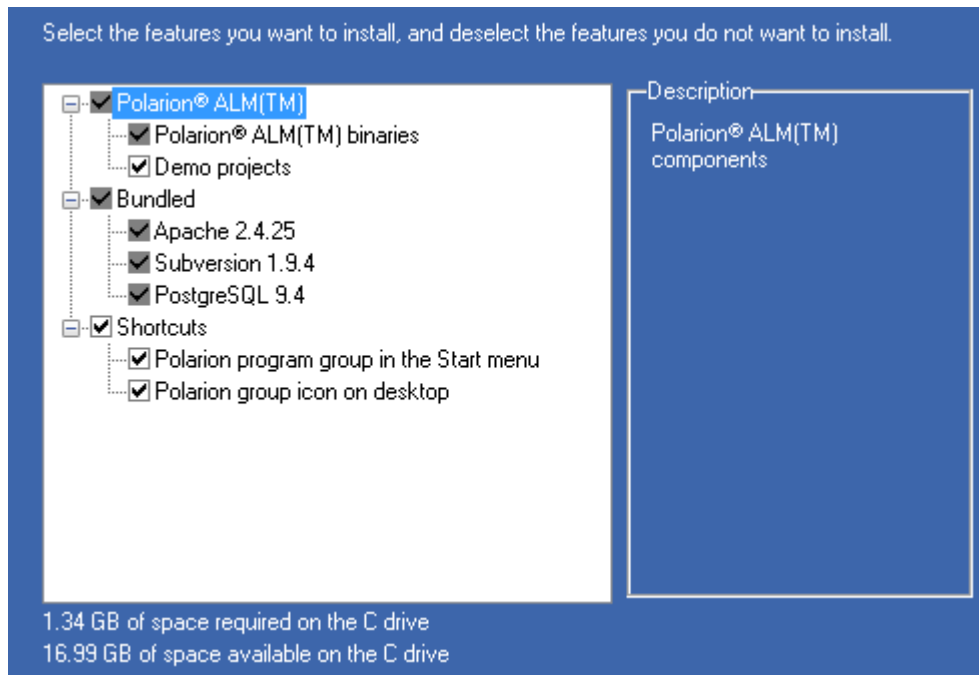 Select the features you want to install, and deselect the features you do not want to install.
Polarion® ALM(TM)
Polarion® ALM(TM) binaries
Demo projects
Bundled
Apache 2.4.25
Subversion 1.9.4
PostgreSQL 9.4
Shortcuts
Polarion program group in the Start menu
Polarion group icon on desktop
Description
Polarion® ALM(TM)
components
1.34 GB of space required on the C drive
16.99 GB of space available on the C drive